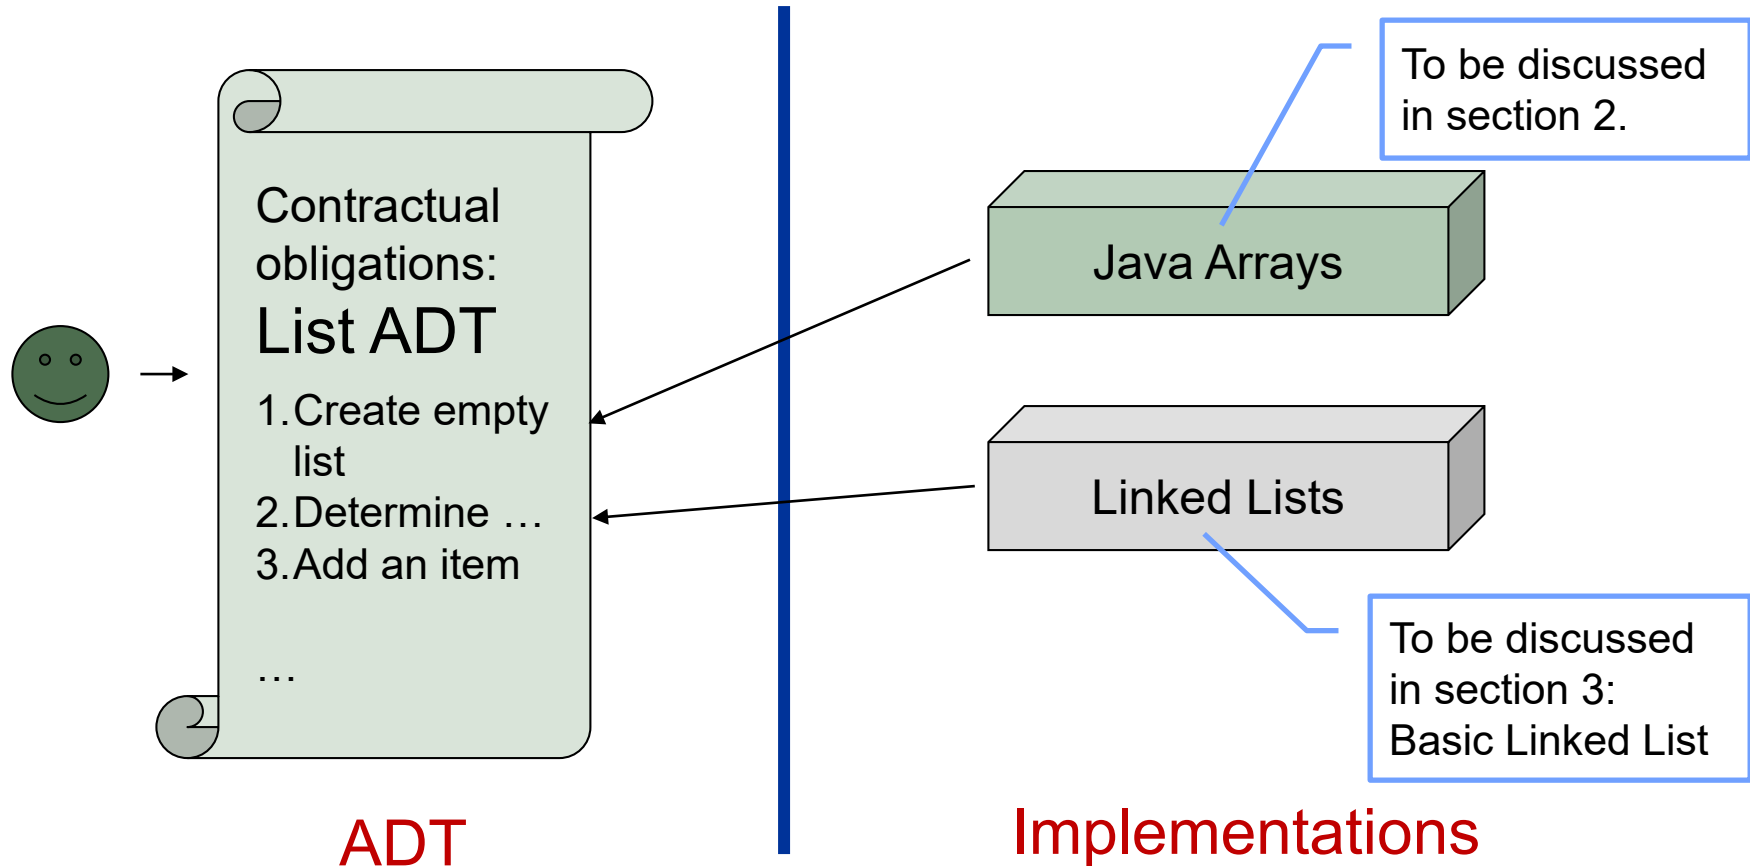 Contractual
obligations:
List ADT
1.Create empty
list
2.Determine …
3.Add an item
…
ADT
To be discussed
in section 2.
Java Arrays
Linked Lists
To be discussed
in section 3:
Basic Linked List
Implementations